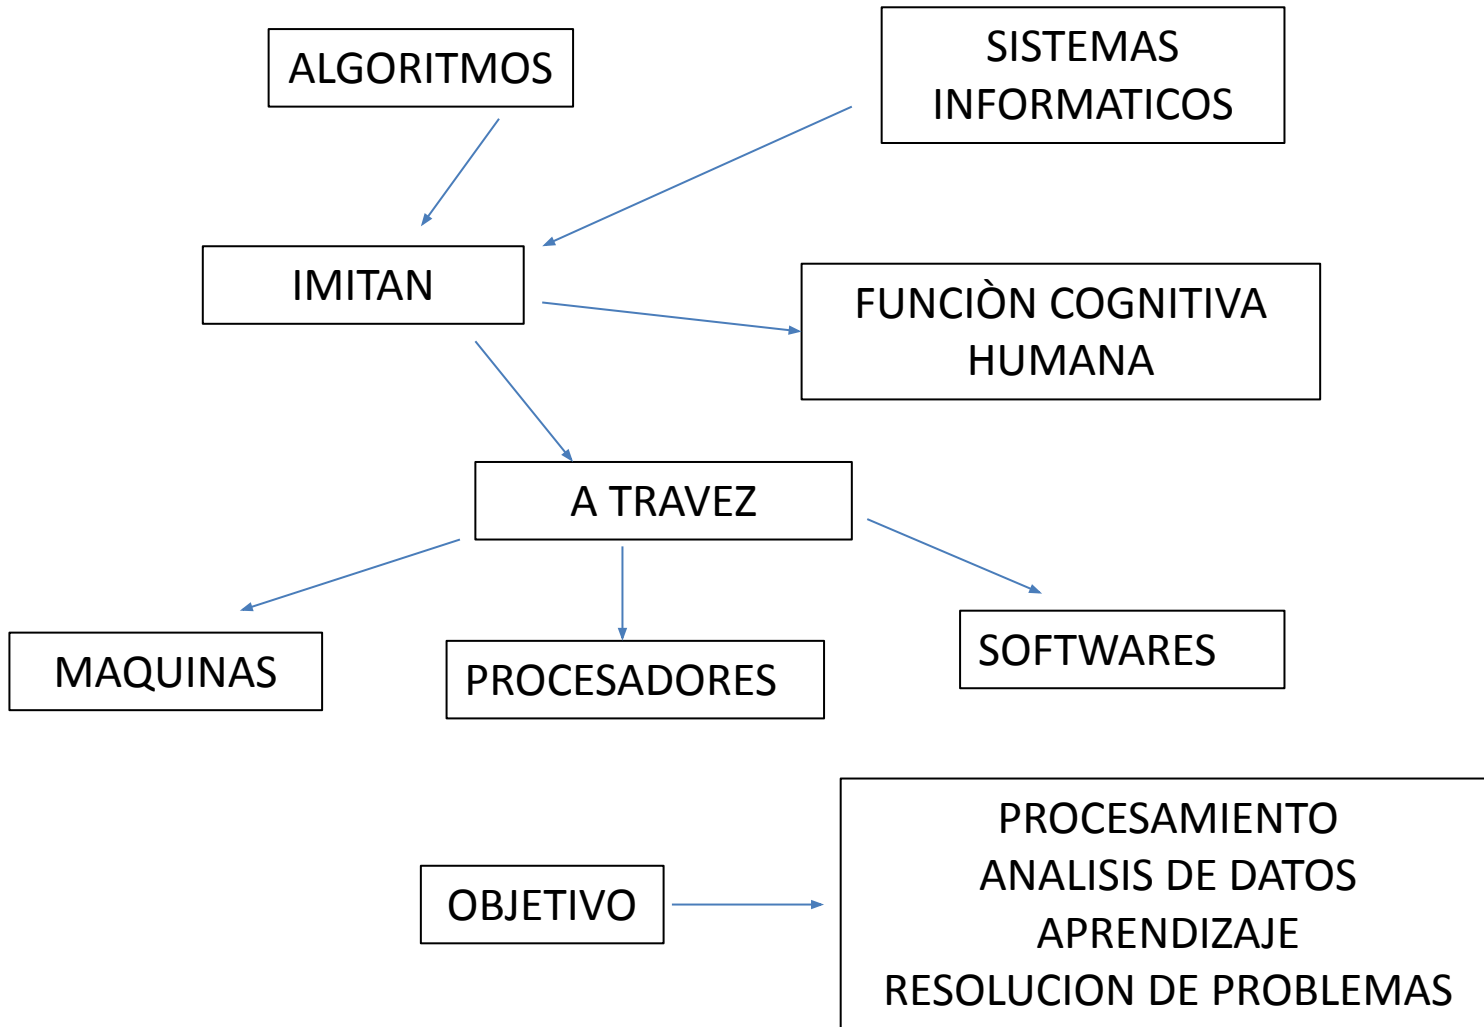 ALGORITMOS
SISTEMAS
INFORMATICOS
IMITAN
FUNCIÒN COGNITIVA
HUMANA
A TRAVEZ
MAQUINAS
PROCESADORES
SOFTWARES
OBJETIVO
PROCESAMIENTO
ANALISIS DE DATOS
APRENDIZAJE
RESOLUCION DE PROBLEMAS